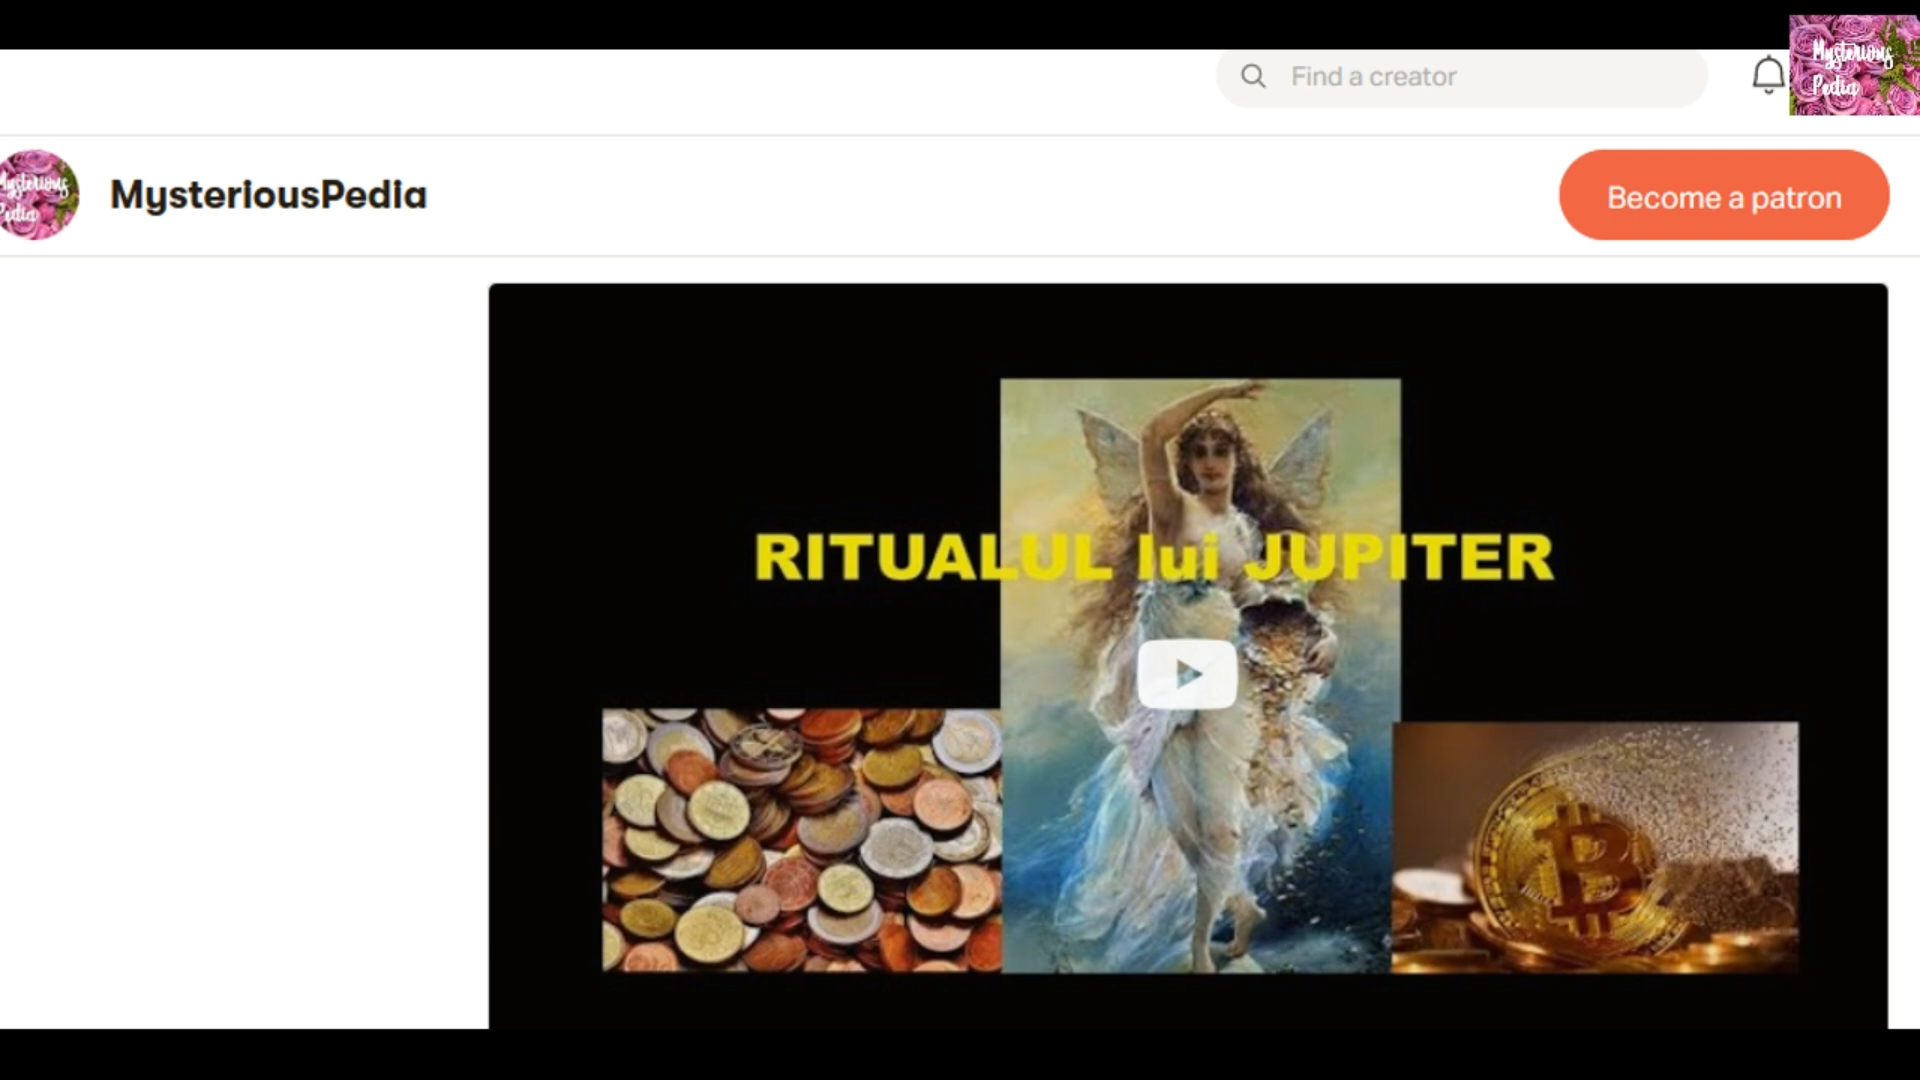 Find a creator
Mysterious
Pedia
Mysterious
Pedia
MysteriousPedia
Become a patron
RITUALUL lui JUPITER